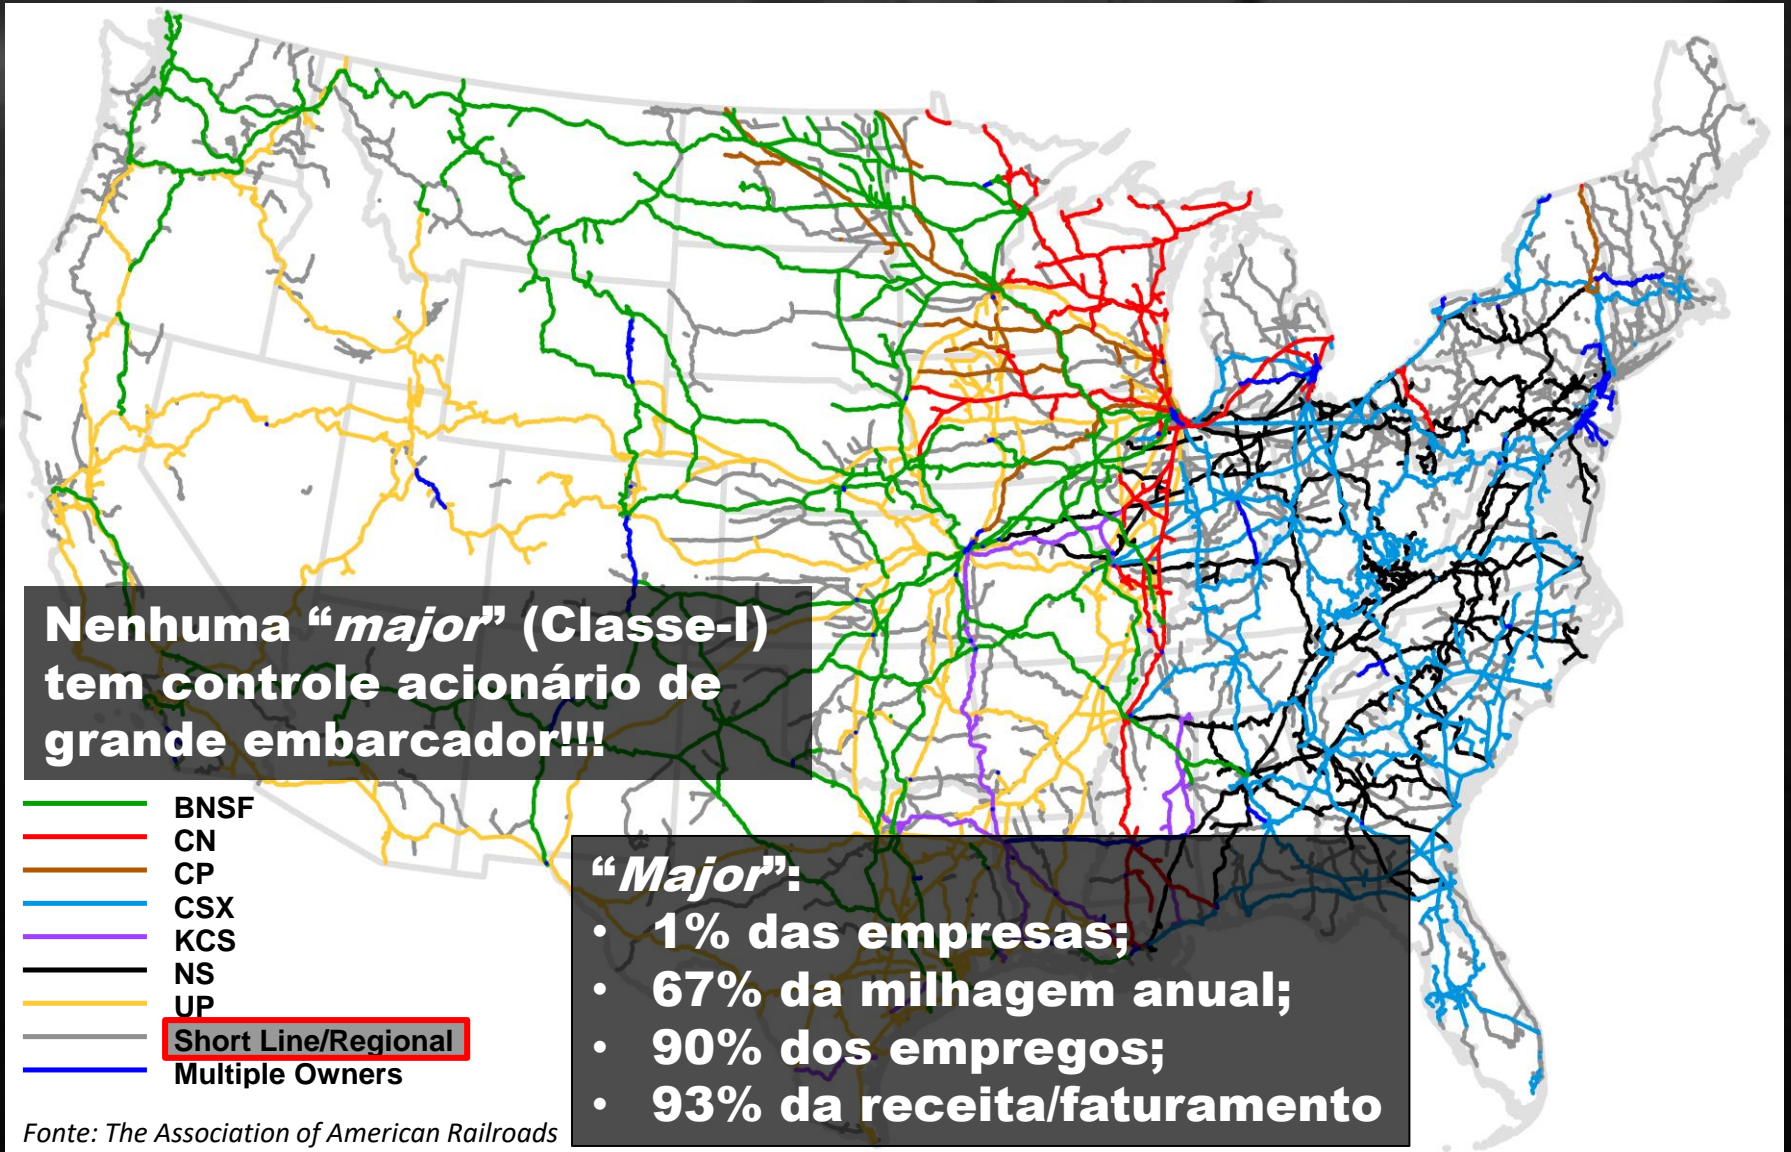 Nenhuma “major” (Classe-I)
tem controle acionário de
grande embarcador!!!
BNSF
CN
CP
CSX
KCS
NS
UP
Short Line/Regional
Multiple Owners
Fonte: The Association of American Railroads
“Major”:
• 1% das empresas;
• 67% da milhagem anual;
• 90% dos empregos;
• 93% da receita/faturamento